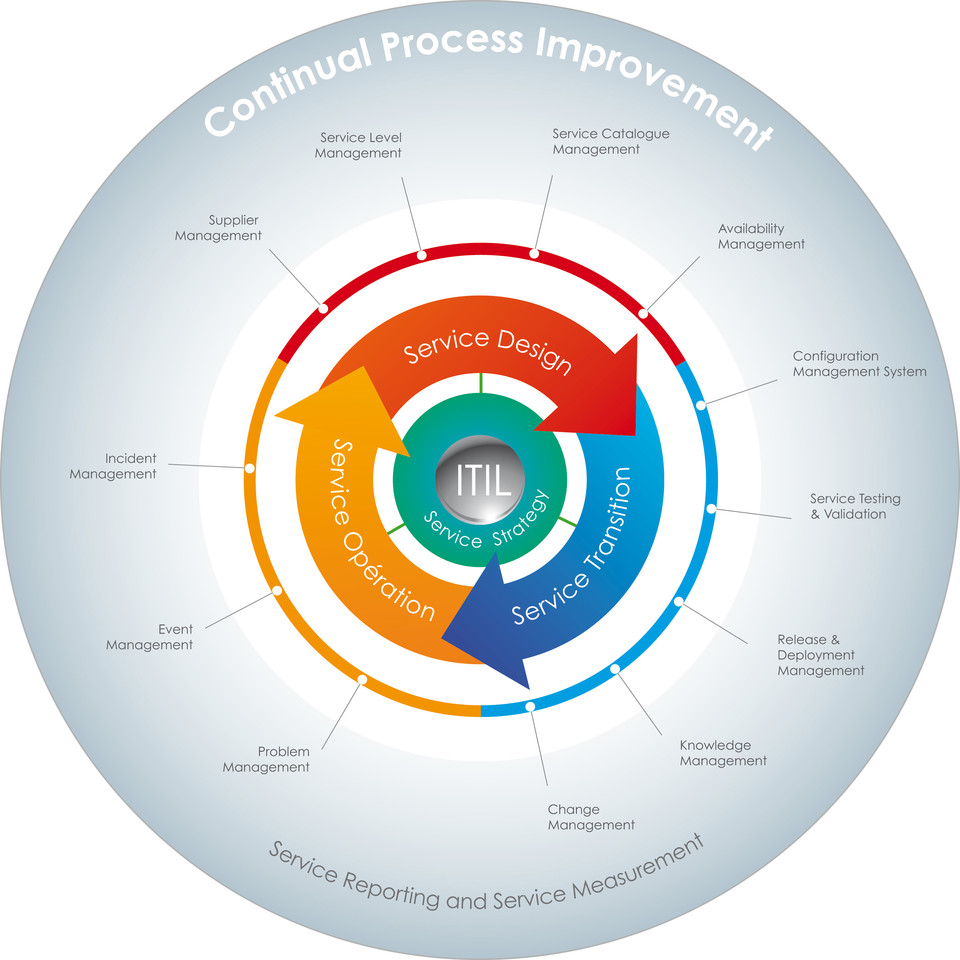 Continual Process Improvement
Service Level
Management
Service Catalogue
Management
Supplier
Management
Availability
Management
Configuration
Management System
Service Design
Incident
Management
ITIL
Service Strategy
Service Opération
Service Transition
Service Testing
& Validation
Event
Management
Release &
Deployment
Management
Problem
Management
Knowledge
Management
Change
Management
Service Reporting and Service Measurement